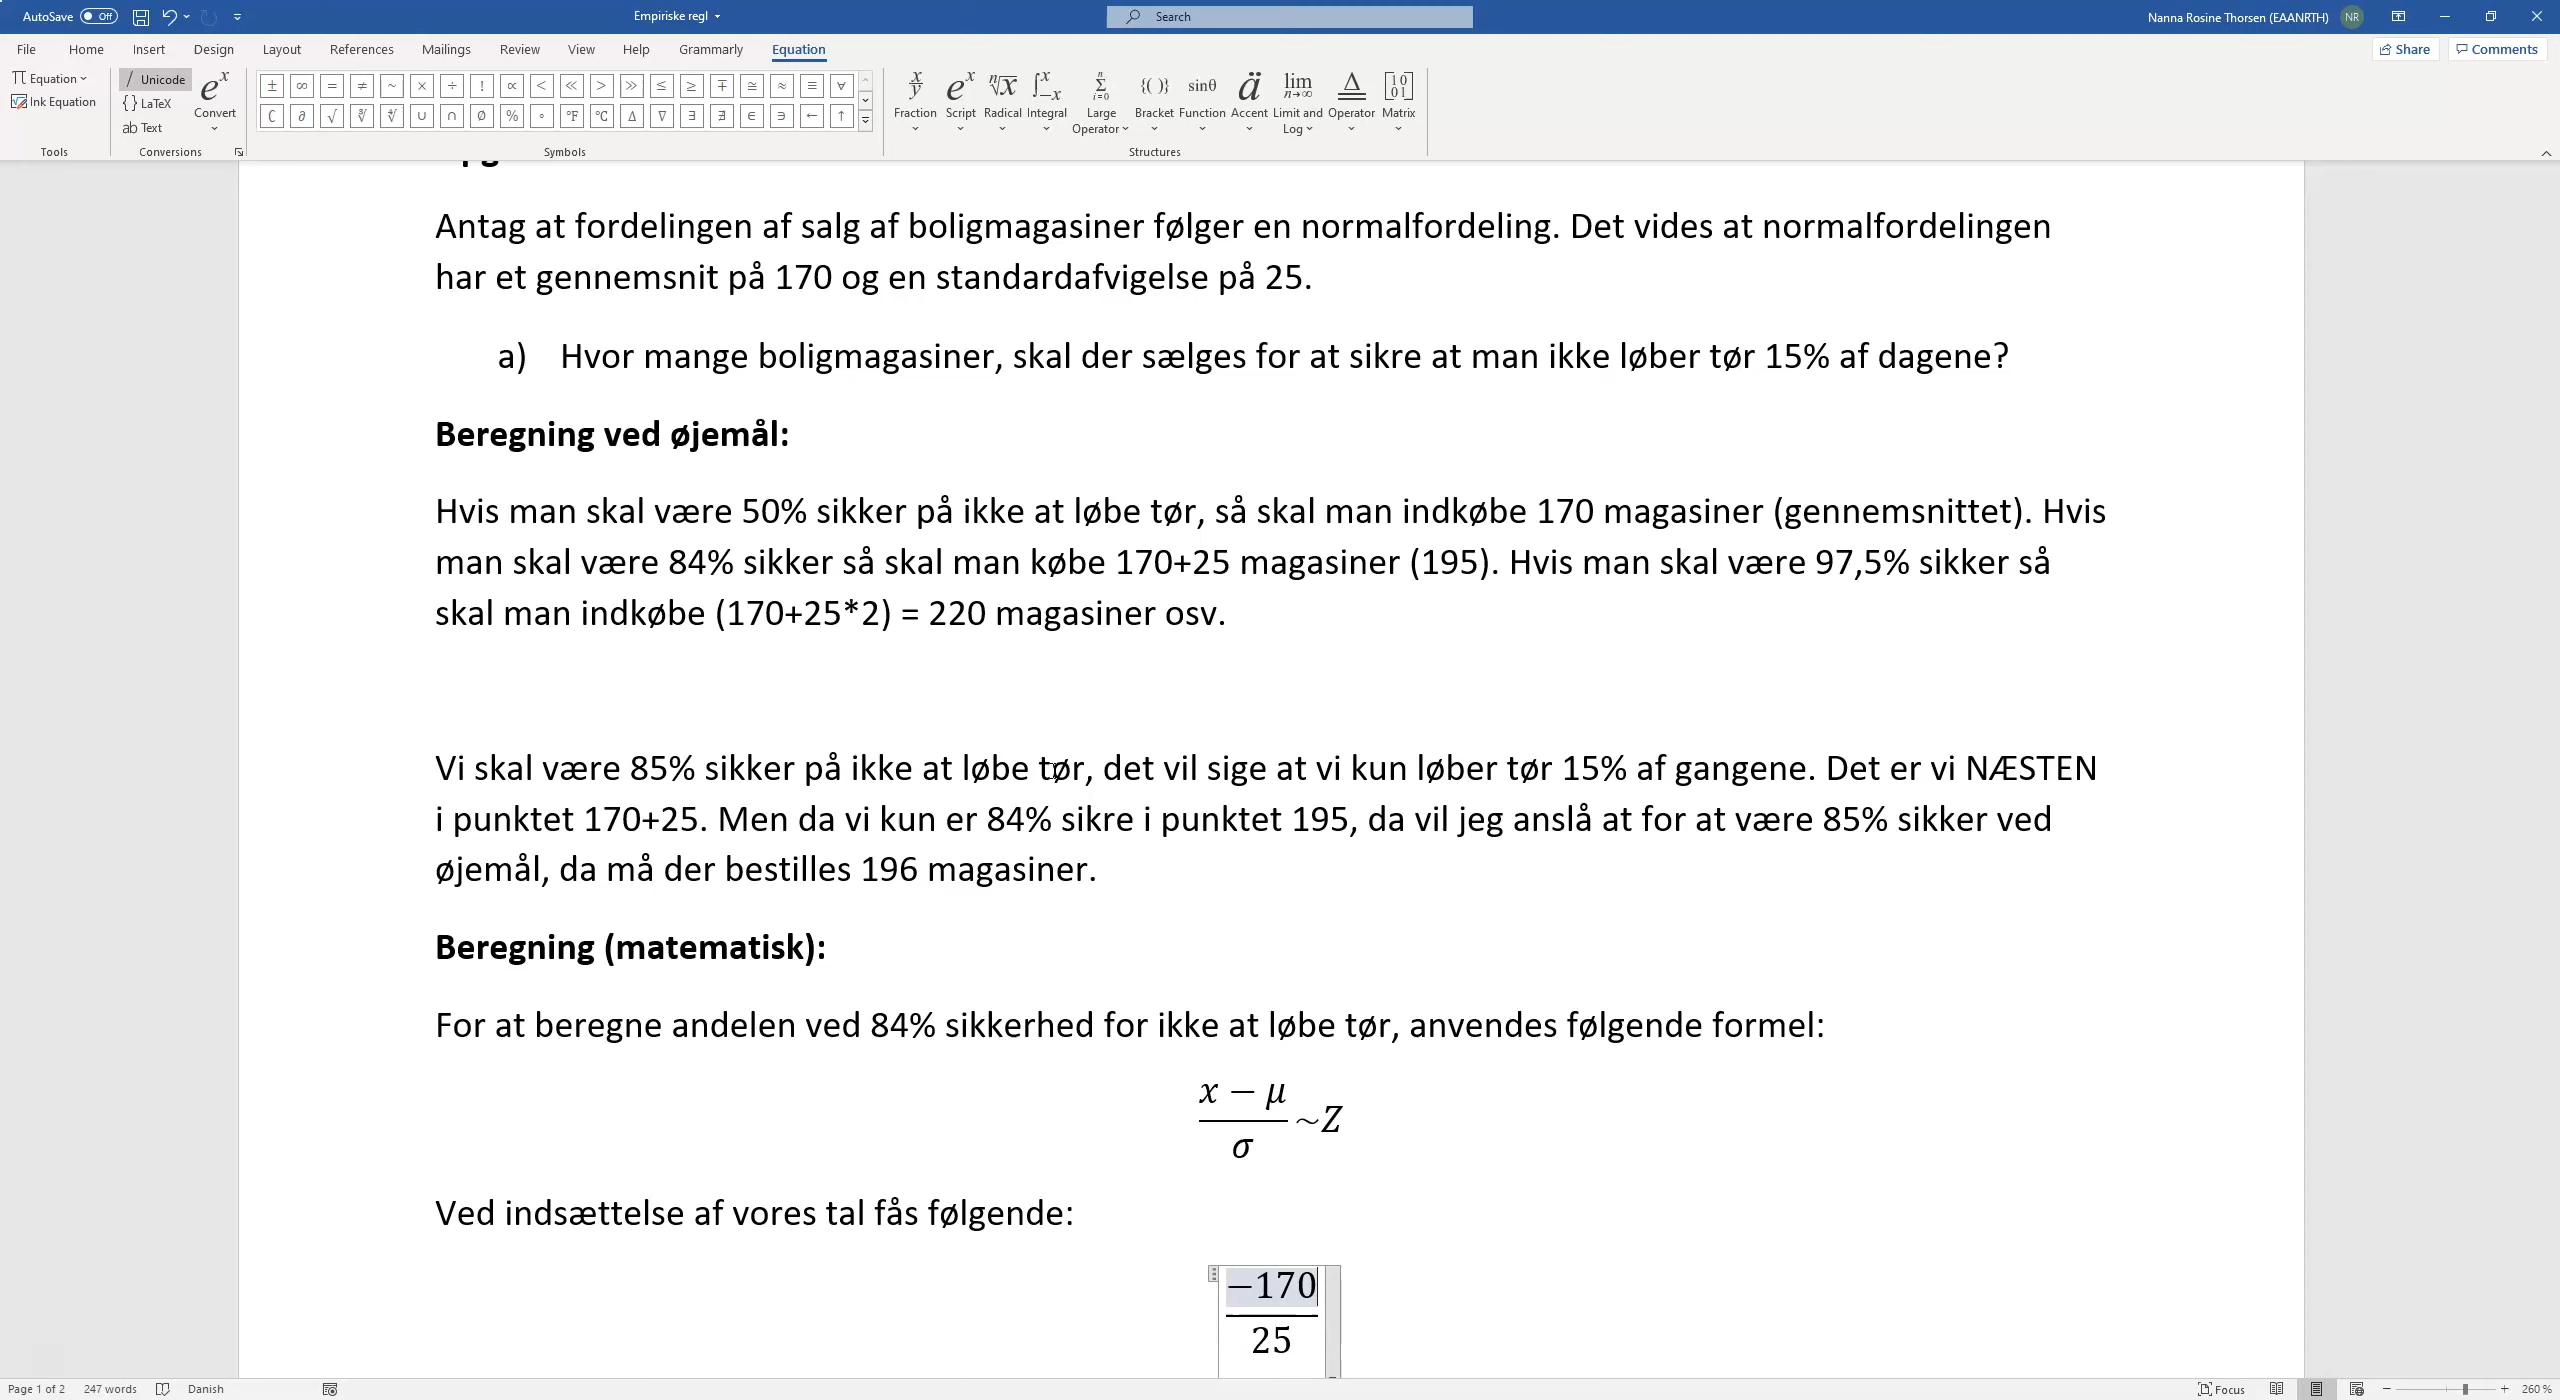 AutoSave Off Empiriske regl Search Nanna Rosine Thorsen (EAANRTH) NR
File Home Insert Design Layout References Mailings Review View Help Grammarly Equation Share Comments
Equation Unicode
Ink Equation {} LaTeX
ab Text
Convert
± ∞ = ≠ ~ × ÷ ! ∝ < ≪ > ≫ ≤ ≥ ∓ ≅ ≈ ≡ ∀
∁ ∂ √ ∛ ∜ ∪ ∩ ∅ % ° °F °C ∆ ∇ ∃ ∄ ∈ ∋ ← ↑
Fraction Script Radical Integral Large Operator Bracket Function Accent Limit and Log Operator Matrix
Tools Conversions Symbols Structures
Antag at fordelingen af salg af boligmagasiner følger en normalfordeling. Det vides at normalfordelingen
har et gennemsnit på 170 og en standardafvigelse på 25.
a) Hvor mange boligmagasiner, skal der sælges for at sikre at man ikke løber tør 15% af dagene?
Beregning ved øjemål:
Hvis man skal være 50% sikker på ikke at løbe tør, så skal man indkøbe 170 magasiner (gennemsnittet). Hvis
man skal være 84% sikker så skal man købe 170+25 magasiner (195). Hvis man skal være 97,5% sikker så
skal man indkøbe (170+25*2) = 220 magasiner osv.
Vi skal være 85% sikker på ikke at løbe tør, det vil sige at vi kun løber tør 15% af gangene. Det er vi NÆSTEN
i punktet 170+25. Men da vi kun er 84% sikre i punktet 195, da vil jeg anslå at for at være 85% sikker ved
øjemål, da må der bestilles 196 magasiner.
Beregning (matematisk):
For at beregne andelen ved 84% sikkerhed for ikke at løbe tør, anvendes følgende formel:
x − μ
~Z
σ
Ved indsættelse af vores tal fås følgende:
−170
25
Page 1 of 2 247 words Danish Focus 260 %